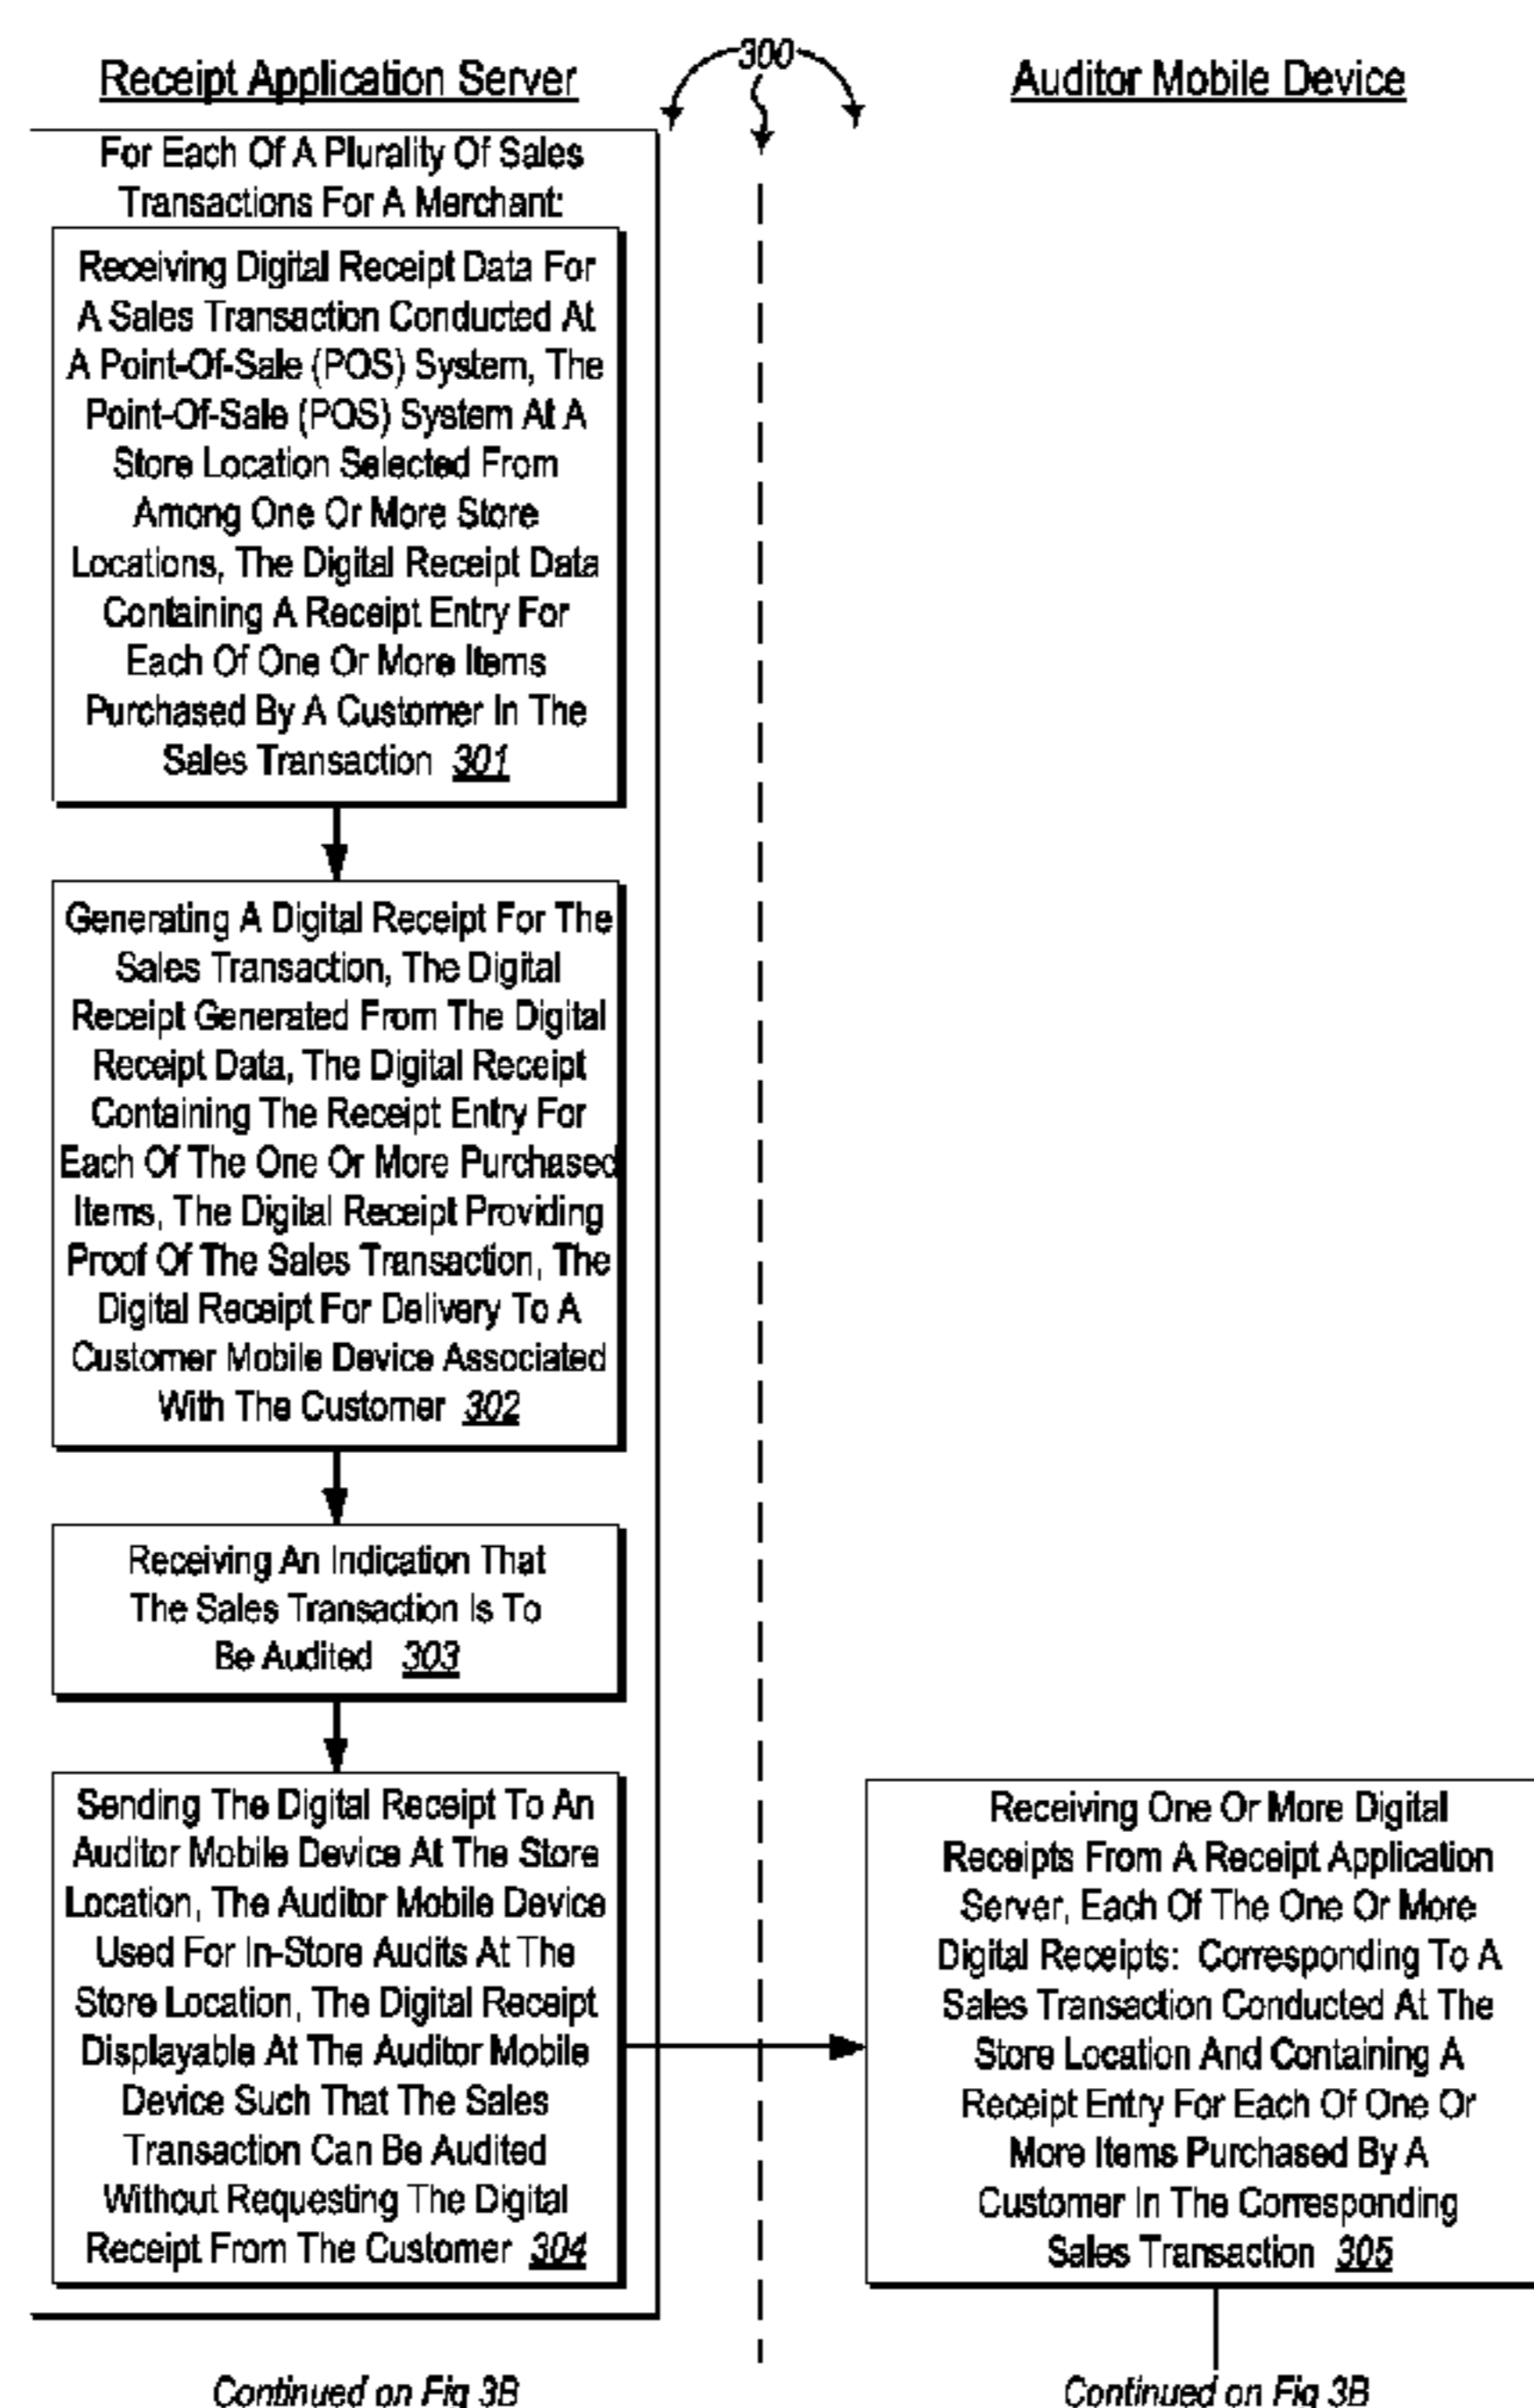 300
Receipt Application Server
Auditor Mobile Device
For Each Of A Plurality Of Sales
Transactions For A Merchant:
Receiving Digital Receipt Data For
A Sales Transaction Conducted At
A Point-Of-Sale (POS) System, The
Point-Of-Sale (POS) System At A
Store Location Selected From
Among One Or More Store
Locations, The Digital Receipt Data
Containing A Receipt Entry For
Each Of One Or More Items
Purchased By A Customer In The
Sales Transaction 301
Generating A Digital Receipt For The
Sales Transaction, The Digital
Receipt Generated From The Digital
Receipt Data, The Digital Receipt
Containing The Receipt Entry For
Each Of The One Or More Purchased
Items, The Digital Receipt Providing
Proof Of The Sales Transaction, The
Digital Receipt For Delivery To A
Customer Mobile Device Associated
With The Customer 302
Receiving An Indication That
The Sales Transaction Is To
Be Audited 303
Sending The Digital Receipt To An
Auditor Mobile Device At The Store
Location, The Auditor Mobile Device
Used For In-Store Audits At The
Store Location, The Digital Receipt
Displayable At The Auditor Mobile
Device Such That The Sales
Transaction Can Be Audited
Without Requesting The Digital
Receipt From The Customer 304
Receiving One Or More Digital
Receipts From A Receipt Application
Server, Each Of The One Or More
Digital Receipts: Corresponding To A
Sales Transaction Conducted At The
Store Location And Containing A
Receipt Entry For Each Of One Or
More Items Purchased By A
Customer In The Corresponding
Sales Transaction 305
Continued on Fig 3B
Continued on Fig 3B